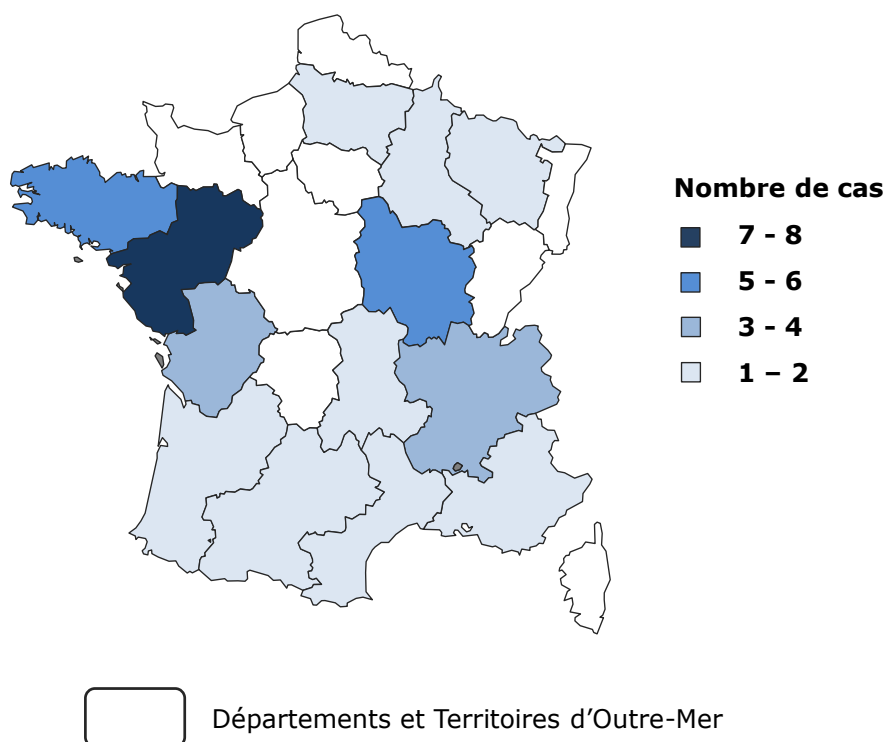 Nombre de cas
7 - 8
5 - 6
3 - 4
1 – 2
Départements et Territoires d’Outre-Mer